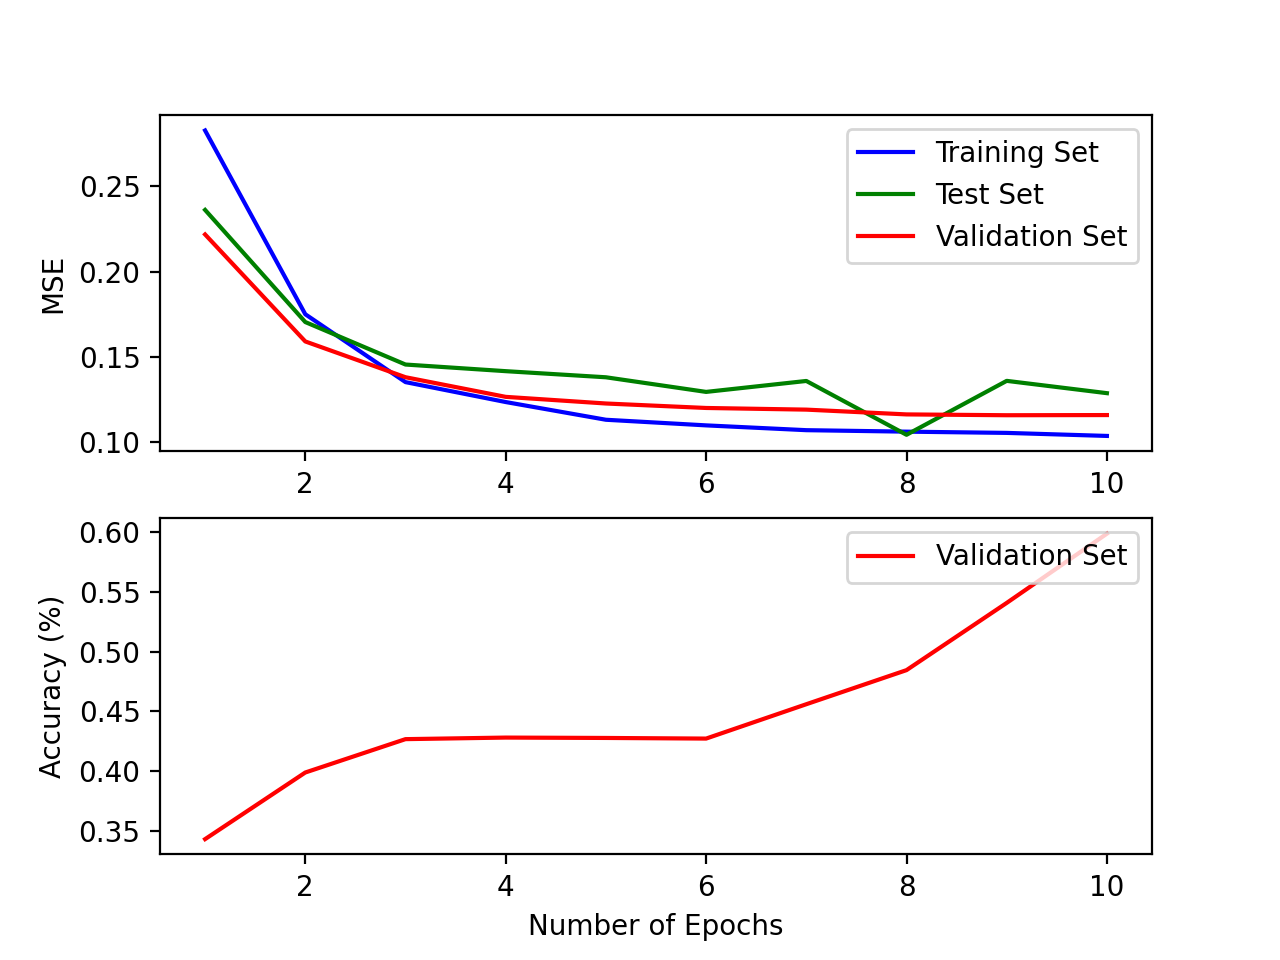 MSE
0.25
0.20
0.15
0.10
Training Set
Test Set
Validation Set
2 4 6 8 10
Accuracy (%)
0.60
0.55
0.50
0.45
0.40
0.35
Validation Set
2 4 6 8 10
Number of Epochs